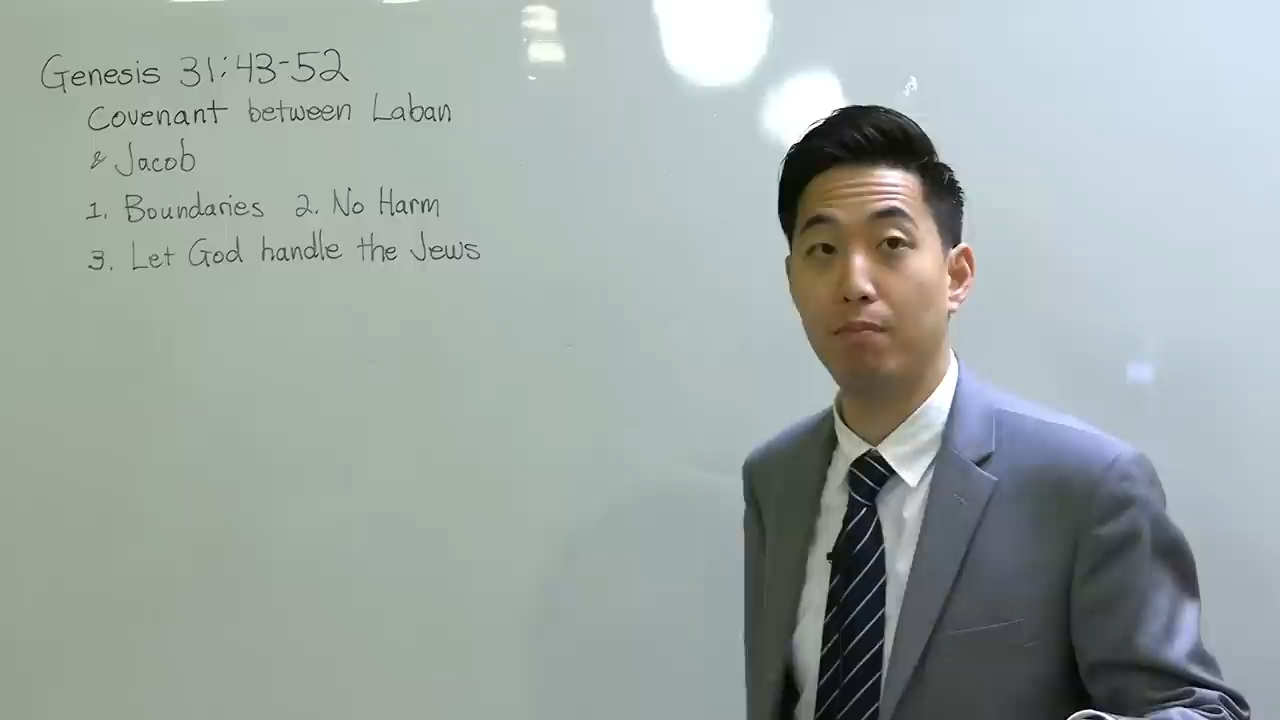 Genesis 31:43-52
Covenant between Laban
& Jacob
1. Boundaries 2. No Harm
3. Let God handle the Jews